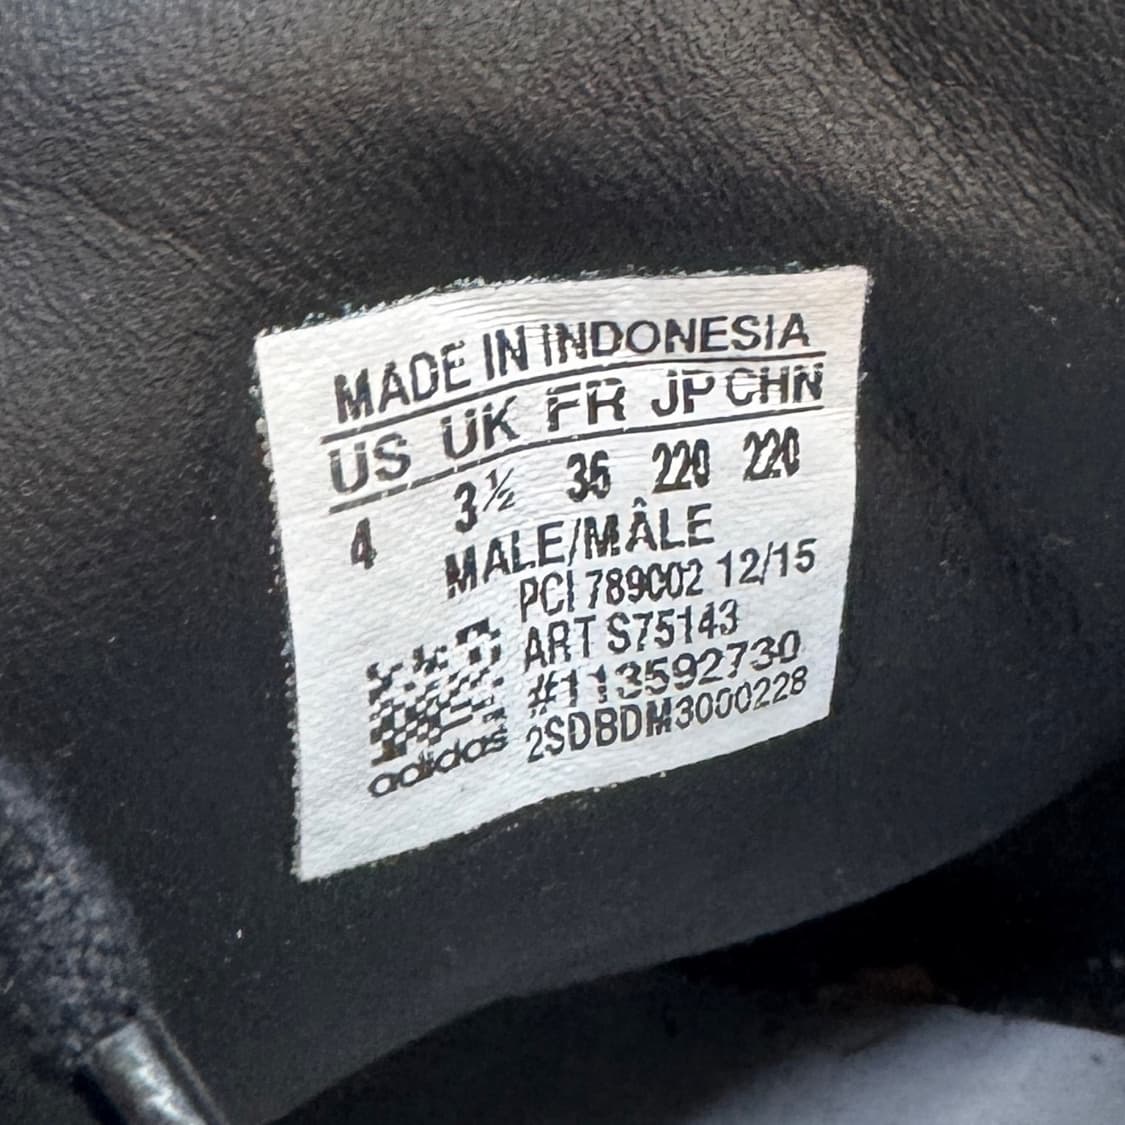 MADE IN INDONESIA
US UK FR JP CHN
4 3½ 36 220 220
MALE/MÂLE
PCI 789002 12/15
ART S75143
#113592730
adidas 2SDBDM3000228